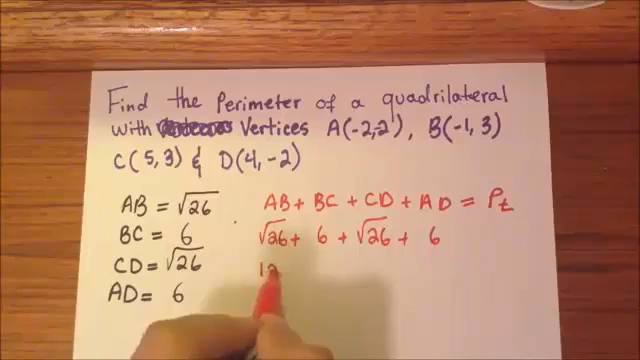 Find the Perimeter of a quadrilateral
with Vertices A(-2,-2), B(-1, 3)
C(5,3) & D(4,-2)
AB = √26
BC = 6
CD = √26
AD = 6
AB + BC + CD + AD = Pt
√26 + 6 + √26 + 6
12